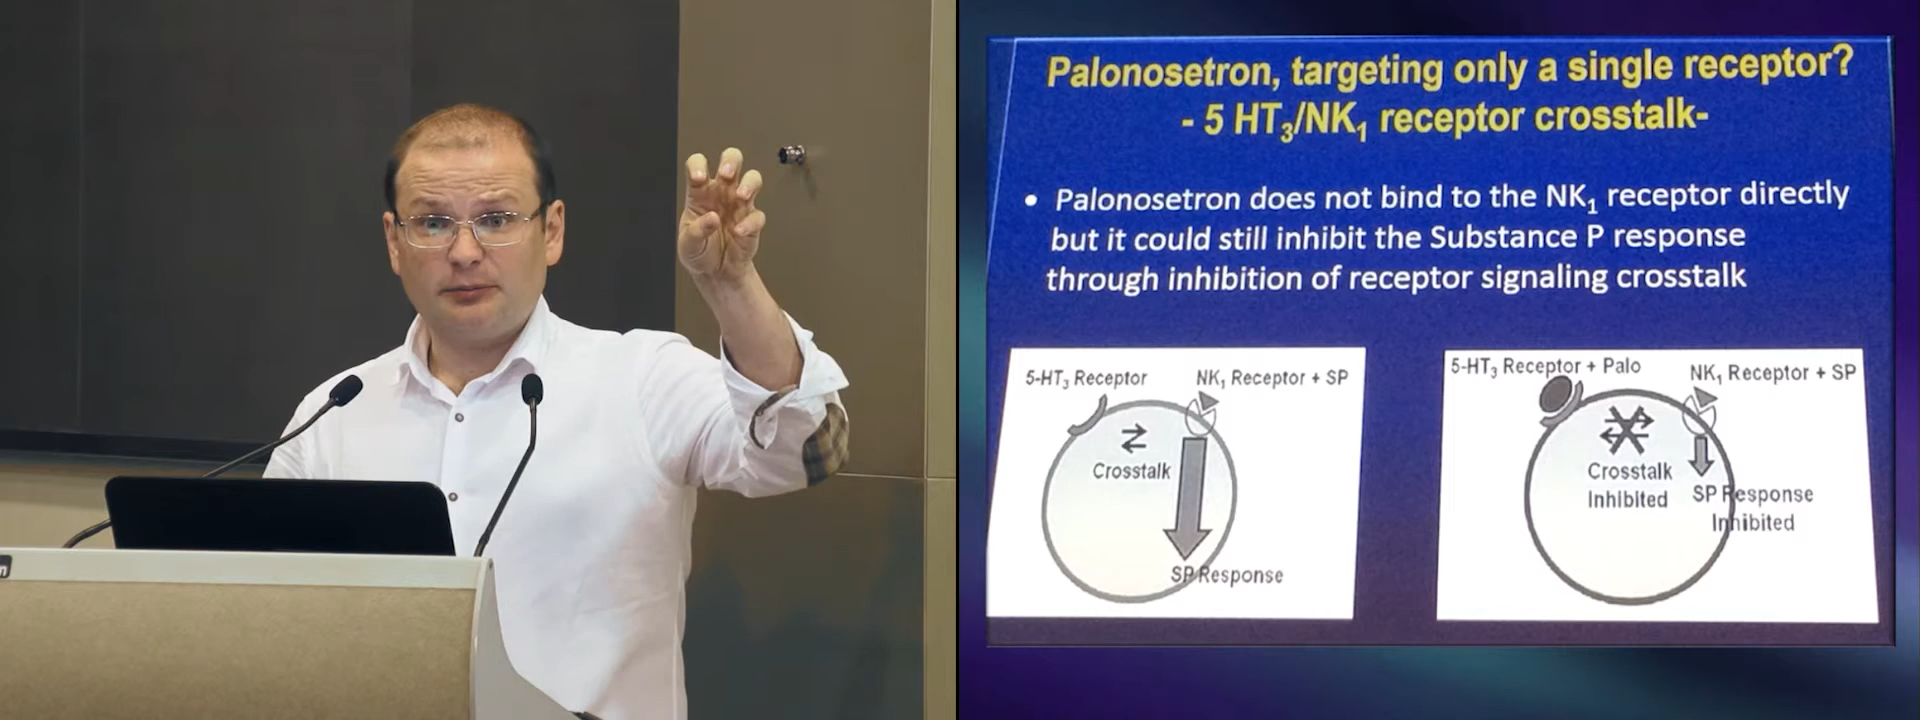 Palonosetron, targeting only a single receptor?
- 5 HT₃/NK₁ receptor crosstalk-
• Palonosetron does not bind to the NK₁ receptor directly
but it could still inhibit the Substance P response
through inhibition of receptor signaling crosstalk
5-HT₃ Receptor
NK₁ Receptor + SP
Crosstalk
SP Response
5-HT₃ Receptor + Palo
NK₁ Receptor + SP
Crosstalk
Inhibited
SP Response
Inhibited